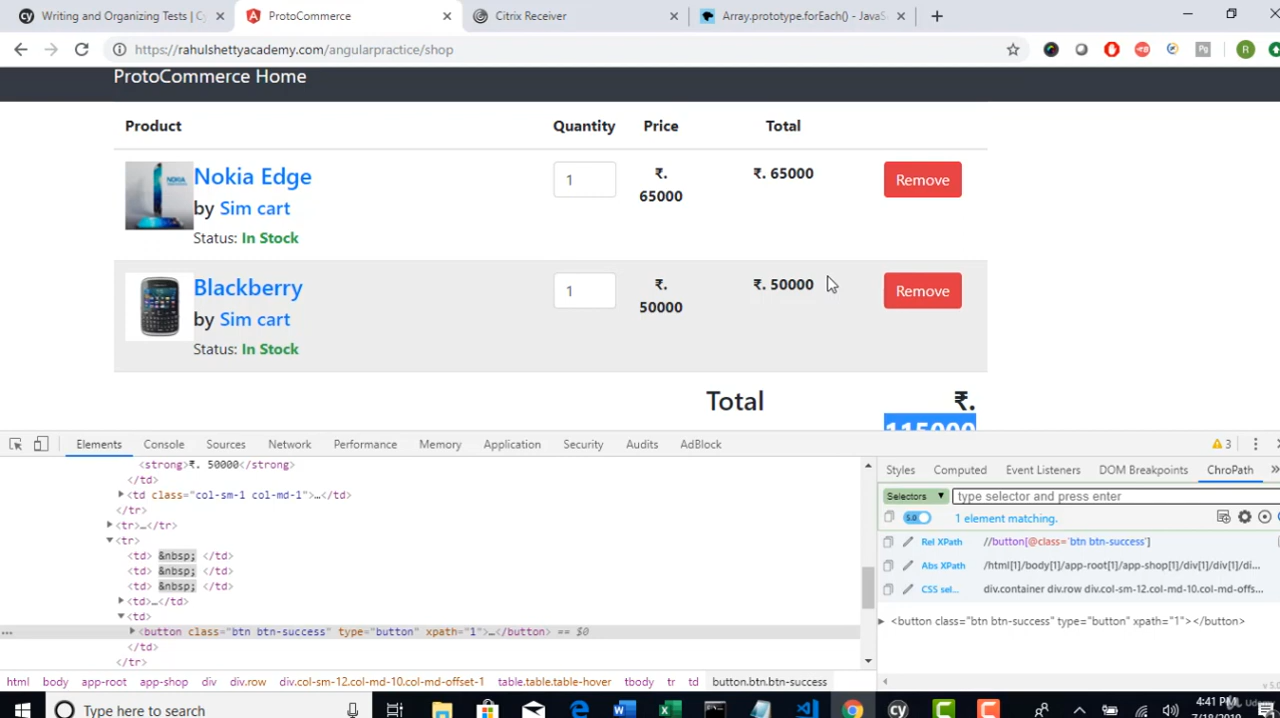 Writing and Organizing Tests | Cy
ProtoCommerce
Citrix Receiver
Array.prototype.forEach() - JavaS
https://rahulshettyacademy.com/angularpractice/shop
R
ProtoCommerce Home
Product Quantity Price Total
Nokia Edge
by Sim cart
Status: In Stock
1
₹.
65000
₹. 65000
Remove
Blackberry
by Sim cart
Status: In Stock
1
₹.
50000
₹. 50000
Remove
Total
₹.
115000
Elements Console Sources Network Performance Memory Application Security Audits AdBlock
3
<strong>₹. 50000</strong>
</td>
<td class="col-sm-1 col-md-1">…</td>
</tr>
<tr>…</tr>
<tr>
<td> &nbsp; </td>
<td> &nbsp; </td>
<td> &nbsp; </td>
<td>…</td>
<td>
<button class="btn btn-success" type="button" xpath="1">…</button> == $0
</td>
</tr>
html body app-root app-shop div div.row div.col-sm-12.col-md-10.col-md-offset-1 table.table.table-hover tbody tr td button.btn.btn-success
Styles Computed Event Listeners DOM Breakpoints ChroPath
Selectors type selector and press enter
5.0 1 element matching.
Rel XPath //button[@class='btn btn-success']
Abs XPath /html[1]/body[1]/app-root[1]/app-shop[1]/div[1]/div[1]/di...
CSS sel... div.container div.row div.col-sm-12.col-md-10.col-md-offs...
<button class="btn btn-success" type="button" xpath="1"></button>
Type here to search
4:41 PM